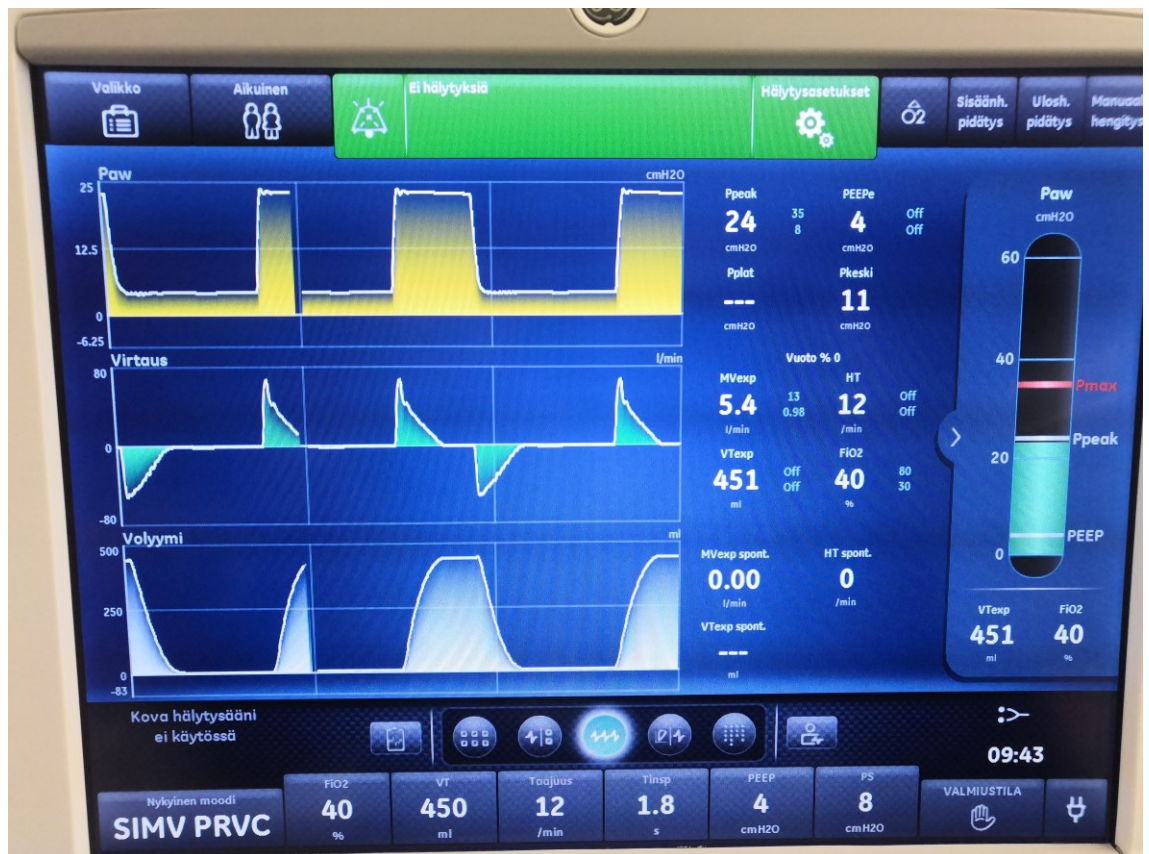 Valikko
Aikuinen
Ei hälytyksiä
Hälytysasetukset
O2
Sisäänh.
pidätys
Ulosh.
pidätys
Manuaal
hengitys
Paw
cmH2O
25
12.5
0
-6.25
Virtaus
l/min
80
0
-80
Volyymi
ml
500
250
0
-83
Ppeak
24
35
8
cmH2O
PEEPe
4
Off
Off
cmH2O
Pplat
---
cmH2O
Pkeski
11
cmH2O
Vuoto % 0
MVexp
5.4
13
0.98
l/min
HT
12
Off
Off
/min
VTexp
451
Off
Off
ml
FiO2
40
80
30
%
MVexp spont.
0.00
l/min
HT spont.
0
/min
VTexp spont.
---
ml
Paw
cmH2O
60
40
Pmax
Ppeak
20
PEEP
0
VTexp
451
ml
FiO2
40
%
Kova hälytysääni
ei käytössä
09:43
Nykyinen moodi
SIMV PRVC
FiO2
40
%
VT
450
ml
Taajuus
12
/min
Tinsp
1.8
s
PEEP
4
cmH2O
PS
8
cmH2O
VALMIUSTILA